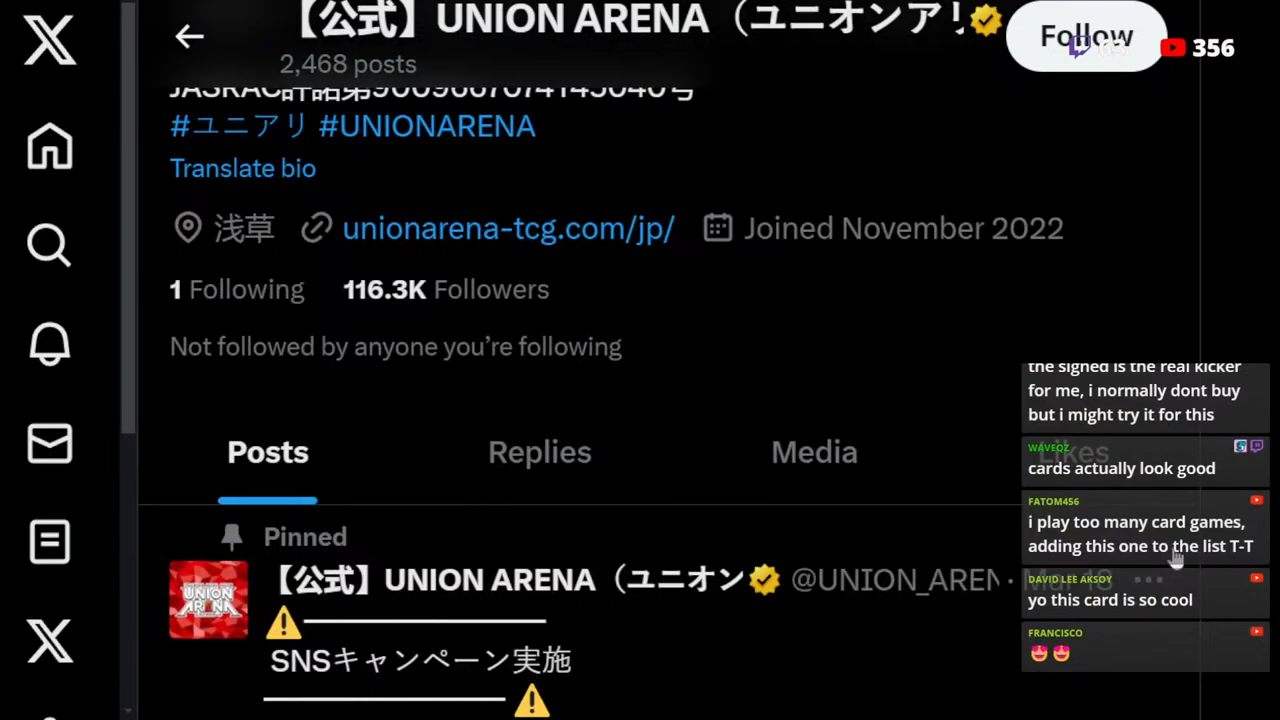 【公式】UNION ARENA（ユニオンアリ
2,468 posts
Follow
356
#ユニアリ #UNIONARENA
Translate bio
浅草
unionarena-tcg.com/jp/
Joined November 2022
1 Following
116.3K Followers
Not followed by anyone you’re following
Posts
Replies
Media
Likes
Pinned
【公式】UNION ARENA（ユニオン
@UNION_AREN
UNION ARENA
SNSキャンペーン実施
the signed is the real kicker
for me, i normally dont buy
but i might try it for this
WAVEQZ
cards actually look good
FATOM456
i play too many card games,
adding this one to the list T-T
DAVID LEE AKSOY
yo this card is so cool
FRANCISCO
😍😍